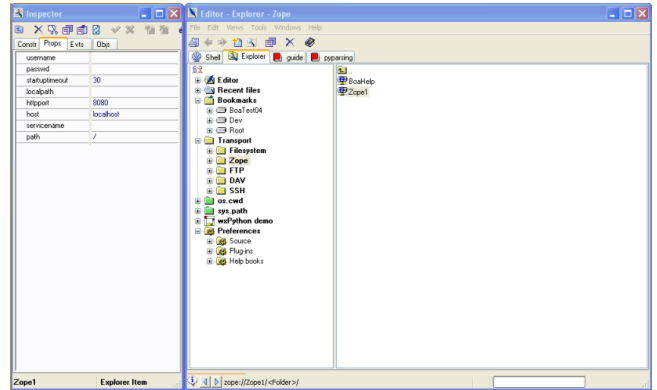 Inspector
Constr Props Evts Objs
username
passwd
startuptimeout 30
localpath
httpport 8080
host localhost
servicename
path /
Zope1 Explorer Item
Editor - Explorer - Zope
File Edit Views Tools Windows Help
Shell Explorer guide pyparsing
Editor
Recent files
Bookmarks
BoaTest04
Dev
Root
Transport
Filesystem
Zope
FTP
DAV
SSH
os.cwd
sys.path
wxPython demo
Preferences
Source
Plug-ins
Help books
..
BoaHelp
Zope1
zope://Zope1/<Folder>/